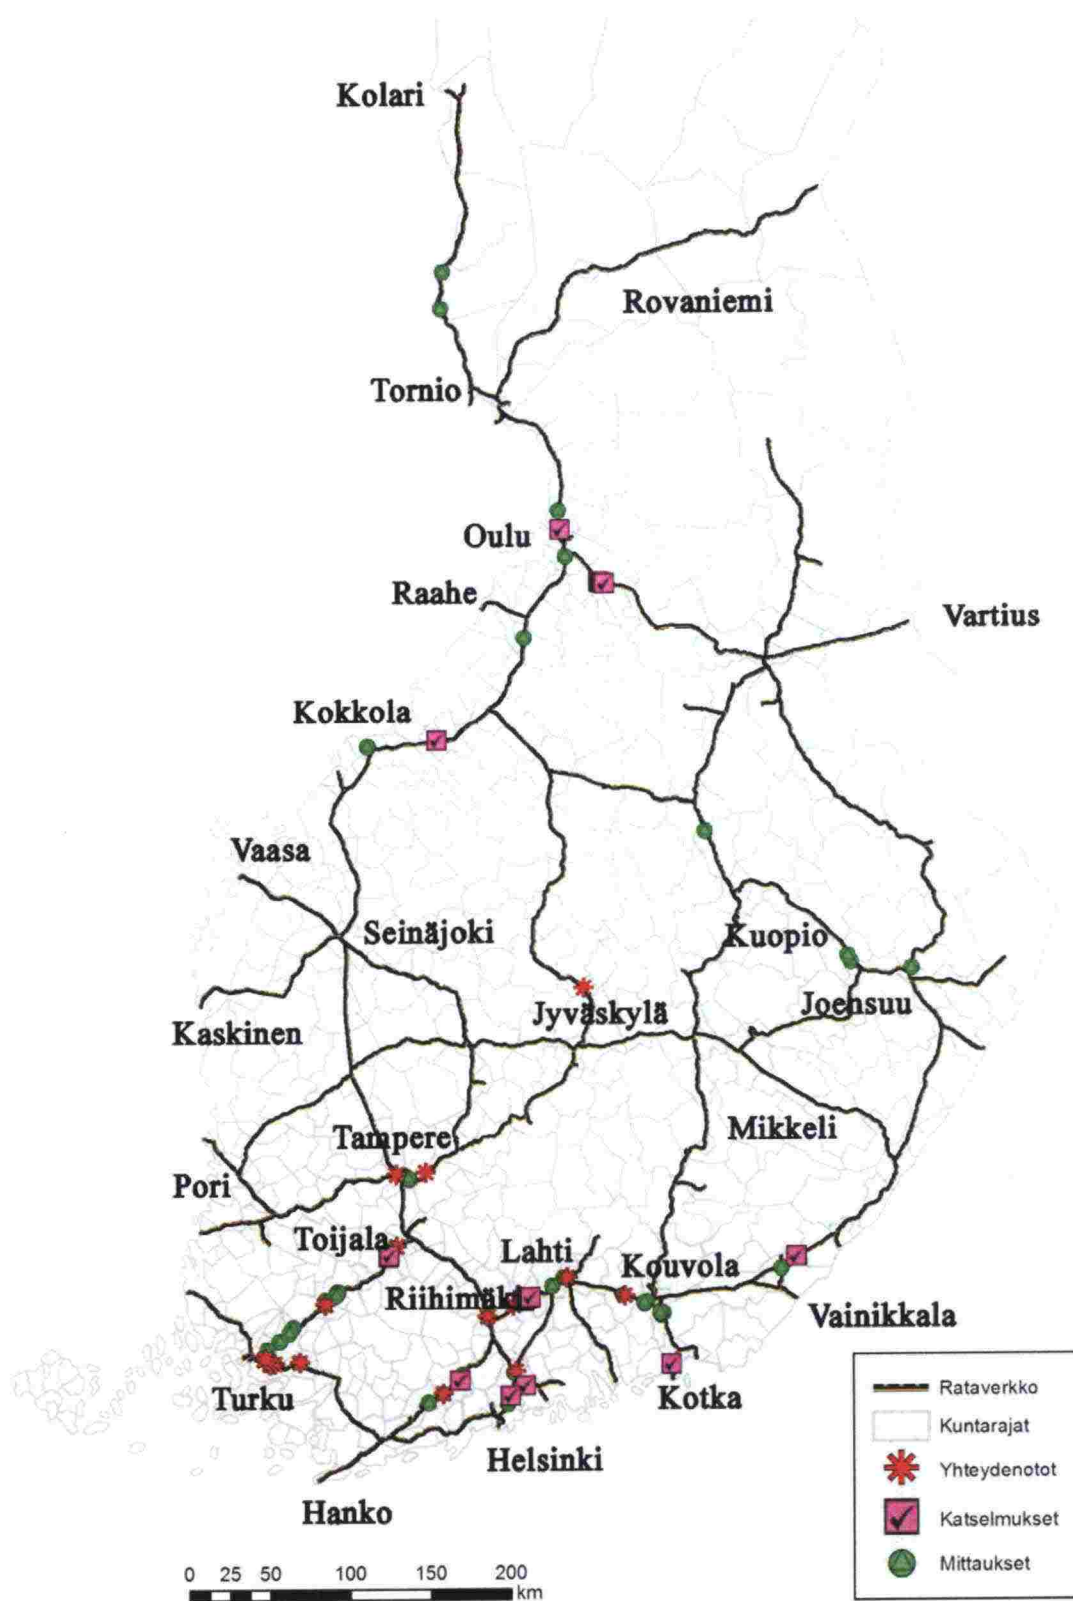 Kolari
Rovaniemi
Tornio
Oulu
Raahe
Vartius
Kokkola
Vaasa
Seinäjoki
Kuopio
Jyväskylä
Joensuu
Kaskinen
Tampere
Mikkeli
Pori
Toijala
Lahti
Kouvola
Riihimäki
Vainikkala
Turku
Kotka
Helsinki
Hanko
Rataverkko
Kuntarajat
Yhteydenotot
Katselmukset
Mittaukset
0 25 50 100 150 200
km